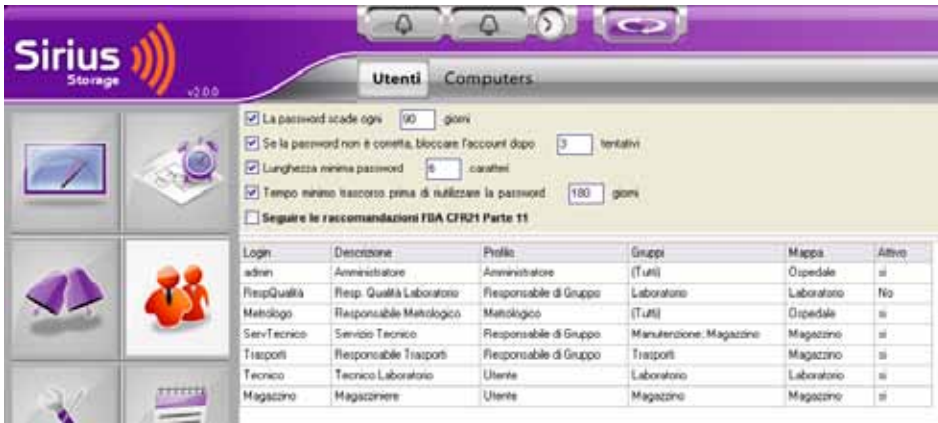 Sirius
Storage
v2.0.0
Utenti Computers
La password scade ogni 90 giorni
Se la password non è corretta, bloccare l'account dopo 3 tentativi
Lunghezza minima password 6 caratteri
Tempo minimo trascorso prima di riutilizzare la password 180 giorni
Seguire le raccomandazioni FDA CFR21 Parte 11
Login Descrizione Profilo Gruppi Mappa Attivo
admin Amministratore Amministratore (Tutti) Ospedale si
RespQualità Resp. Qualità Laboratorio Responsabile di Gruppo Laboratorio Laboratorio No
Metrologo Responsabile Metrologico Metrologico (Tutti) Ospedale si
ServTecnico Servizio Tecnico Responsabile di Gruppo Manutenzione; Magazzino Magazzino si
Trasporti Responsabile Trasporti Responsabile di Gruppo Trasporti Magazzino si
Tecnico Tecnico Laboratorio Utente Laboratorio Laboratorio si
Magazzino Magazziniere Utente Magazzino Magazzino si